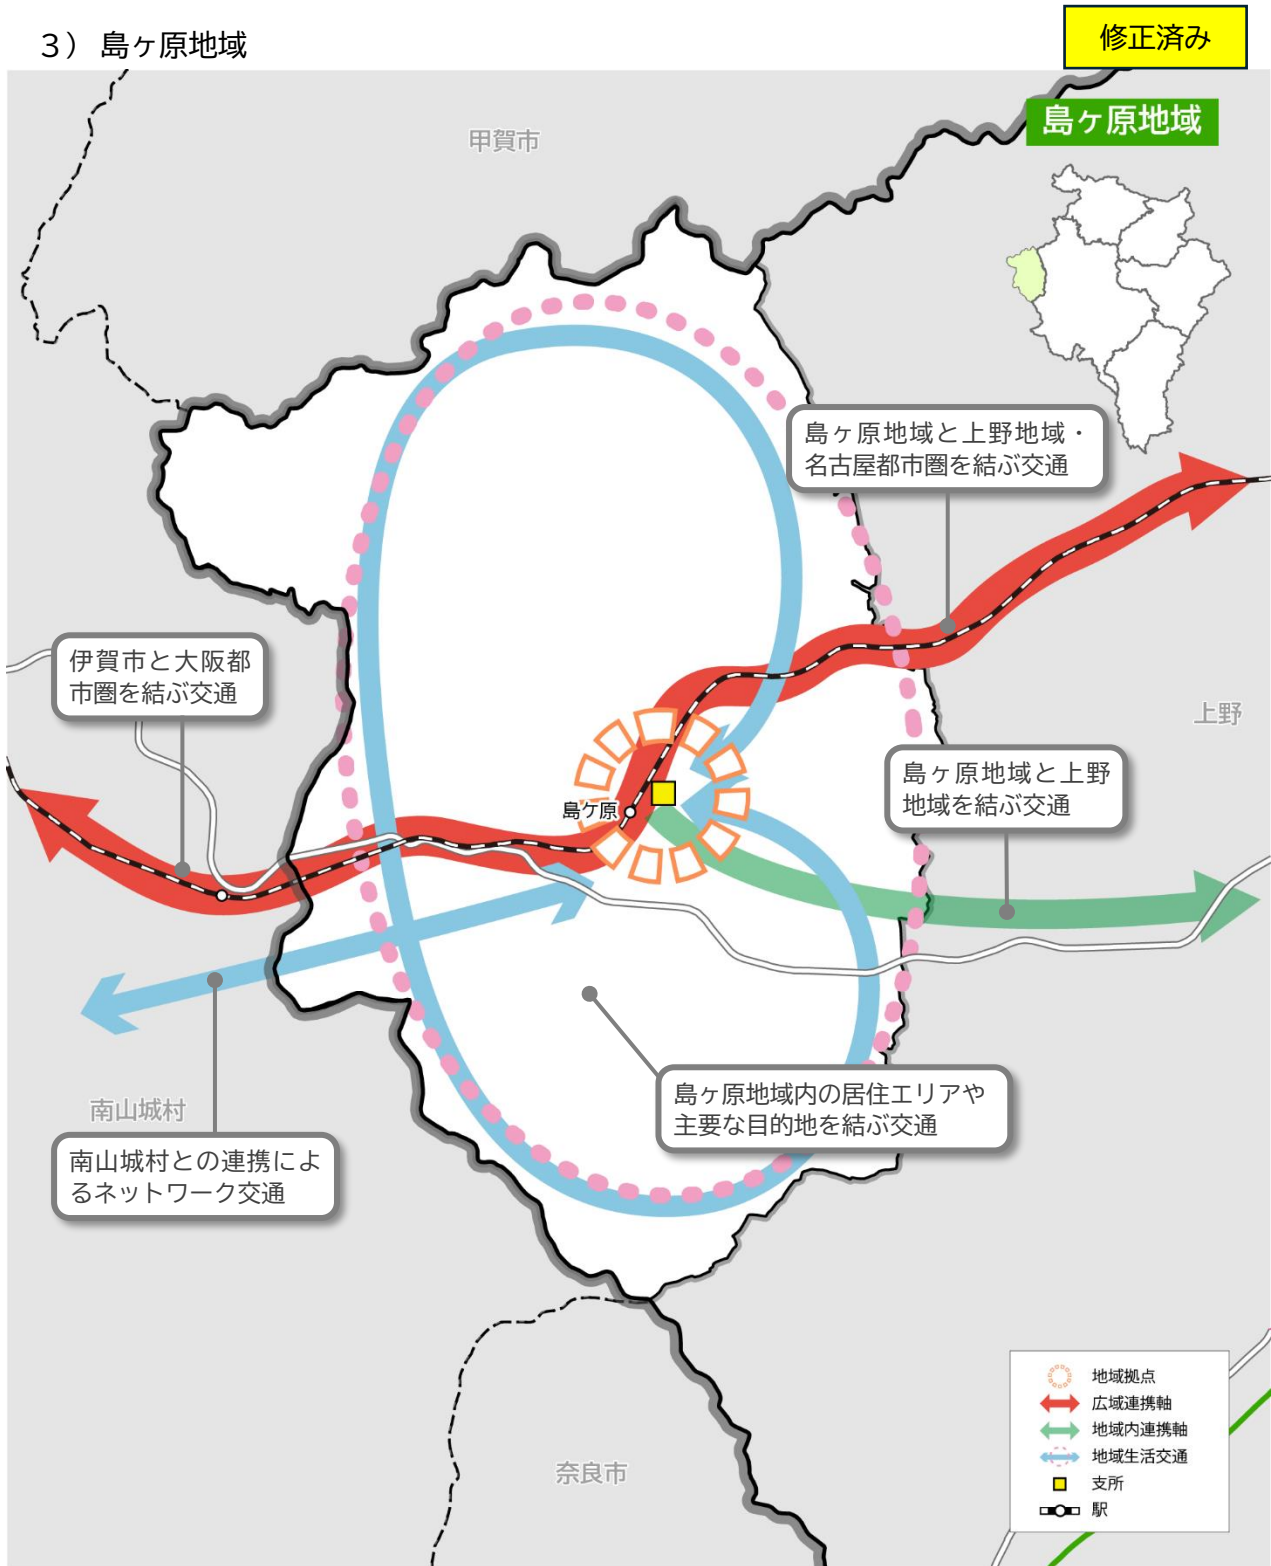 3） 島ヶ原地域
修正済み
島ヶ原地域
甲賀市
島ヶ原地域と上野地域・
名古屋都市圏を結ぶ交通
伊賀市と大阪都
市圏を結ぶ交通
上野
島ヶ原地域と上野
地域を結ぶ交通
島ケ原
島ヶ原地域内の居住エリアや
主要な目的地を結ぶ交通
南山城村
南山城村との連携によ
るネットワーク交通
奈良市
地域拠点
広域連携軸
地域内連携軸
地域生活交通
支所
駅